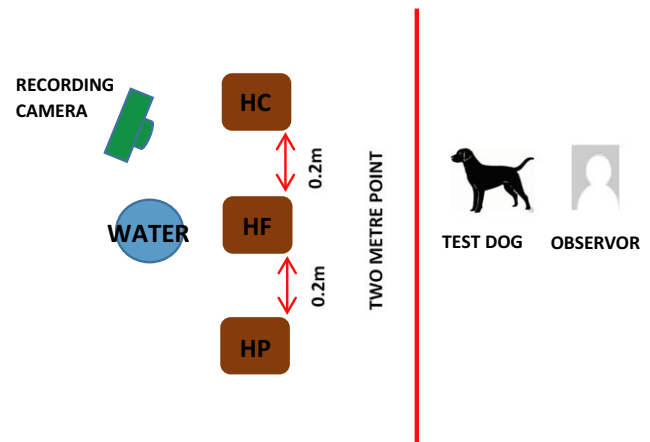 RECORDING
CAMERA
HC
0.2m
WATER
HF
0.2m
HP
TWO METRE POINT
TEST DOG
OBSERVOR